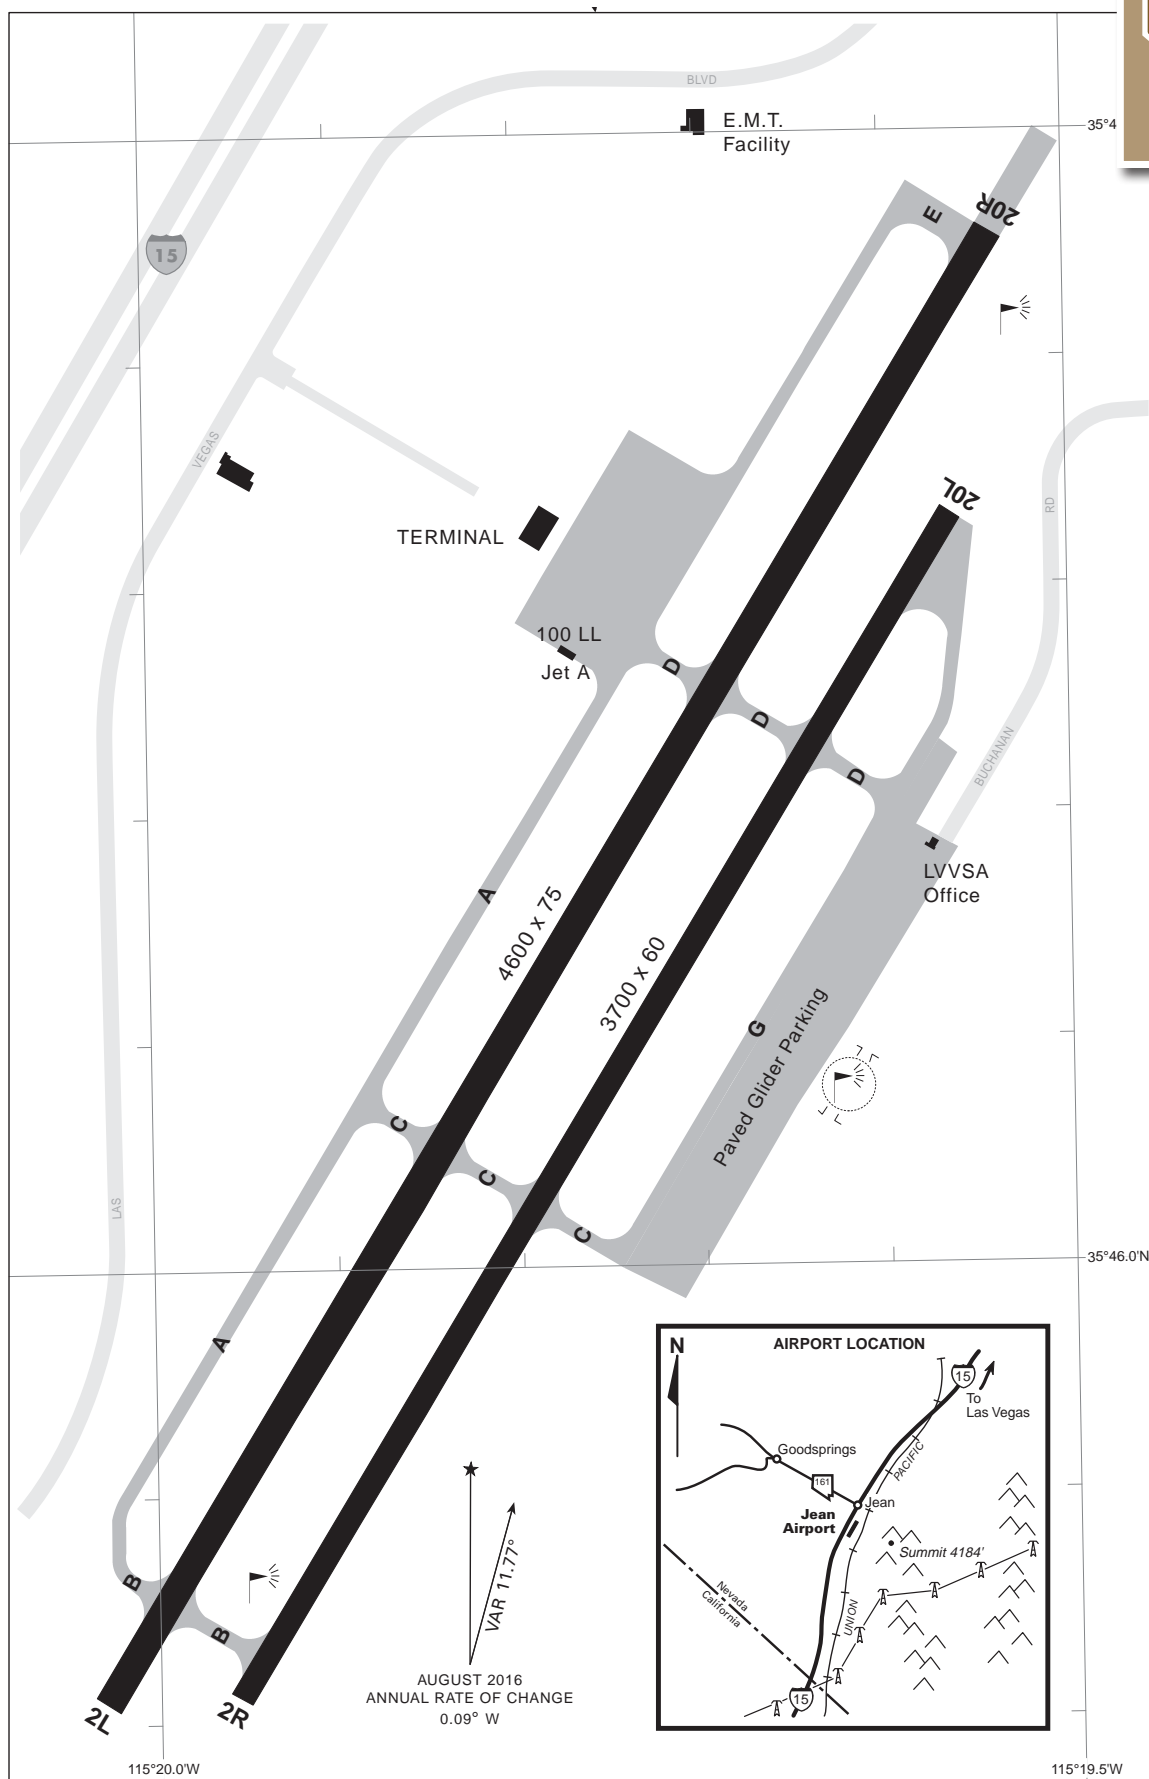 BLVD
E.M.T.
Facility
E
20R
15
VEGAS
20L
RD
TERMINAL
100 LL
Jet A
D
D
D
BUCHANAN
LVVSA
Office
A
4600 x 75
3700 x 60
G
Paved Glider Parking
C
C
C
LAS
35°46.0'N
A
B
B
2L
2R
VAR 11.77°
AUGUST 2016
ANNUAL RATE OF CHANGE
0.09° W
N
AIRPORT LOCATION
15
To
Las Vegas
Goodsprings
PACIFIC
161
Jean
Jean
Airport
Summit 4184'
Nevada
California
UNION
15
115°20.0'W
115°19.5'W